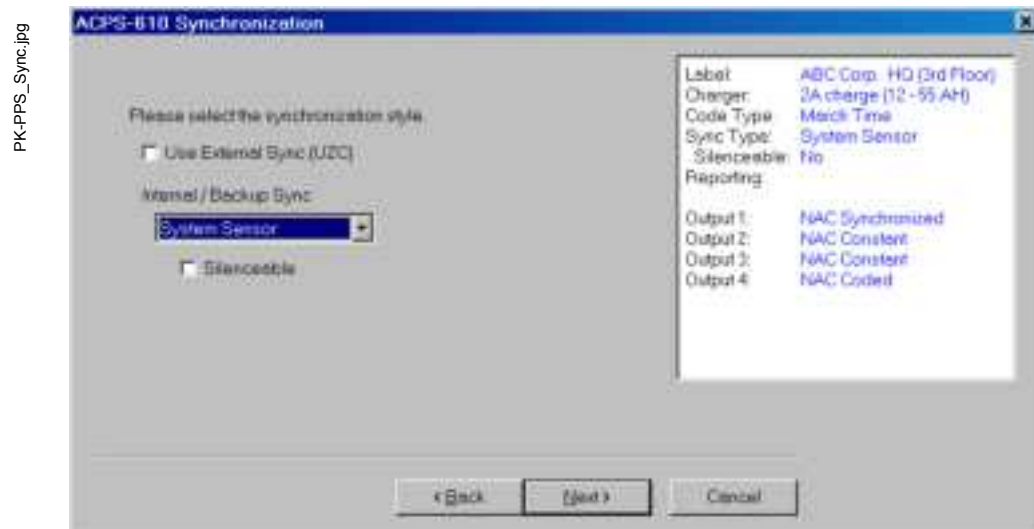 PK-PPS_Sync.jpg
ACPS-610 Synchronization
Please select the synchronization style.
Use External Sync (UZC)
Internal / Backup Sync
System Sensor
Silenceable
Label: ABC Corp. HQ (3rd Floor)
Charger: 2A charge (12 - 55 AH)
Code Type: March Time
Sync Type: System Sensor
Silenceable: No
Reporting:
Output 1: NAC Synchronized
Output 2: NAC Constant
Output 3: NAC Constant
Output 4: NAC Coded
< Back
Next >
Cancel